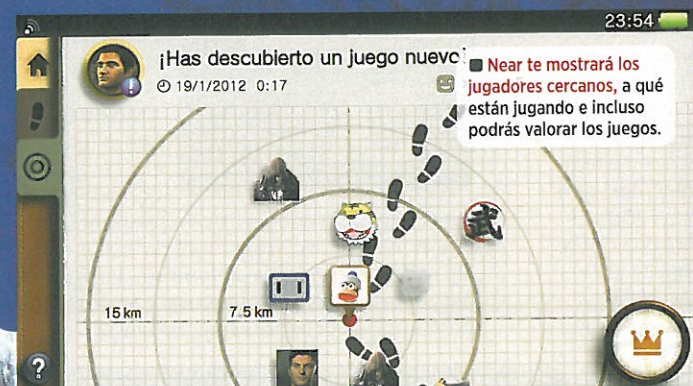 23:54
¡Has descubierto un juego nuevo!
19/1/2012 0:17
Near te mostrará los
jugadores cercanos, a qué
están jugando e incluso
podrás valorar los juegos.
武
15 km
7.5 km
?